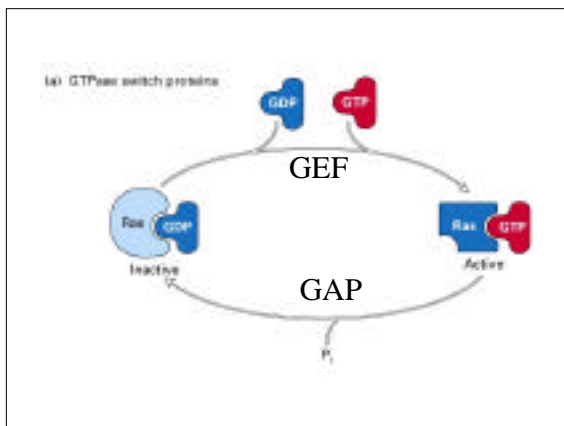 (a) GTPase switch proteins
GDP GTP
GEF
Ras GDP
Inactive
Ras GTP
Active
GAP
Pi